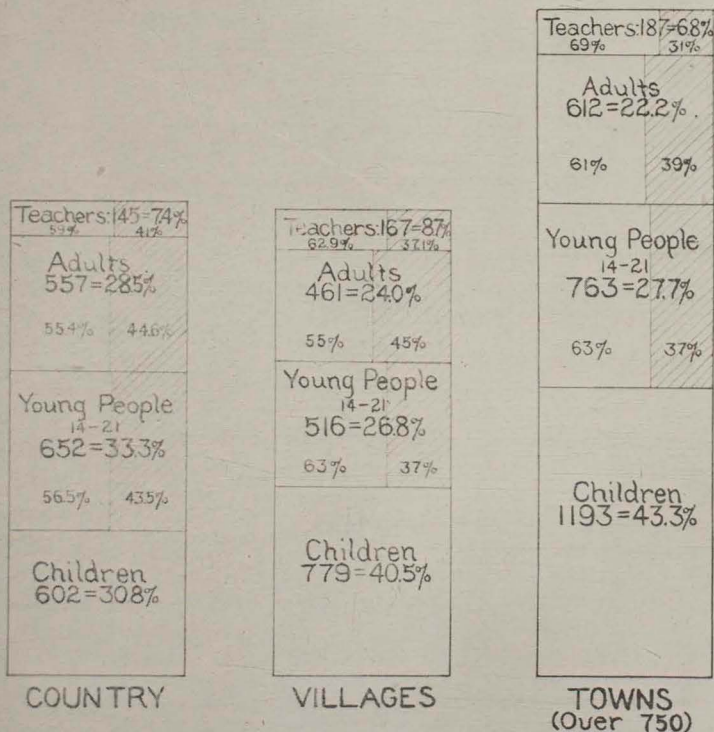 Teachers:145=7.4%
59% 41%
Adults
557=28.5%
55.4% 44.6%
Young People
14-21
652=33.3%
56.5% 43.5%
Children
602=30.8%
COUNTRY
Teachers:167=8.7%
62.9% 37.1%
Adults
461=24.0%
55% 45%
Young People
14-21
516=26.8%
63% 37%
Children
779=40.5%
VILLAGES
Teachers:187=6.8%
69% 31%
Adults
612=22.2%
61% 39%
Young People
14-21
763=27.7%
63% 37%
Children
1193=43.3%
TOWNS
(Over 750)